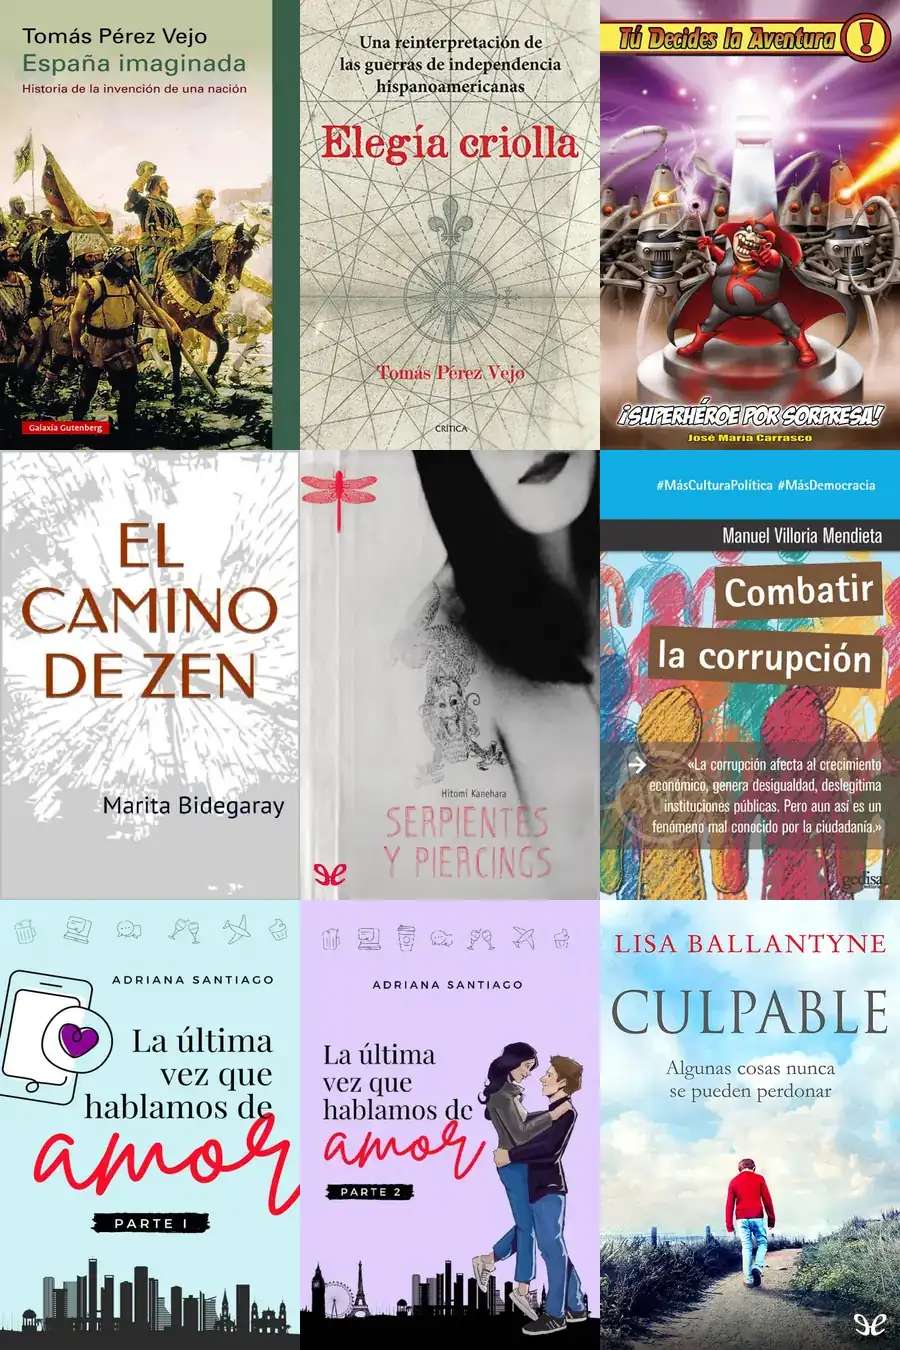 Tomás Pérez Vejo
España imaginada
Historia de la invención de una nación
Galaxia Gutenberg
Una reinterpretación de
las guerras de independencia
hispanoamericanas
Elegía criolla
Tomás Pérez Vejo
CRÍTICA
Tú Decides la Aventura
!
¡SUPERHÉROE POR SORPRESA!
José María Carrasco
EL
CAMINO
DE ZEN
Marita Bidegaray
Hitomi Kanehara
SERPIENTES
Y PIERCINGS
#MásCulturaPolítica #MásDemocracia
Manuel Villoria Mendieta
Combatir
la corrupción
«La corrupción afecta al crecimiento
económico, genera desigualdad, deslegitima
instituciones públicas. Pero aun así es un
fenómeno mal conocido por la ciudadanía.»
gedisa
editorial
ADRIANA SANTIAGO
La última
vez que
hablamos de
amor
PARTE 1
ADRIANA SANTIAGO
La última
vez que
hablamos de
amor
PARTE 2
LISA BALLANTYNE
CULPABLE
Algunas cosas nunca
se pueden perdonar